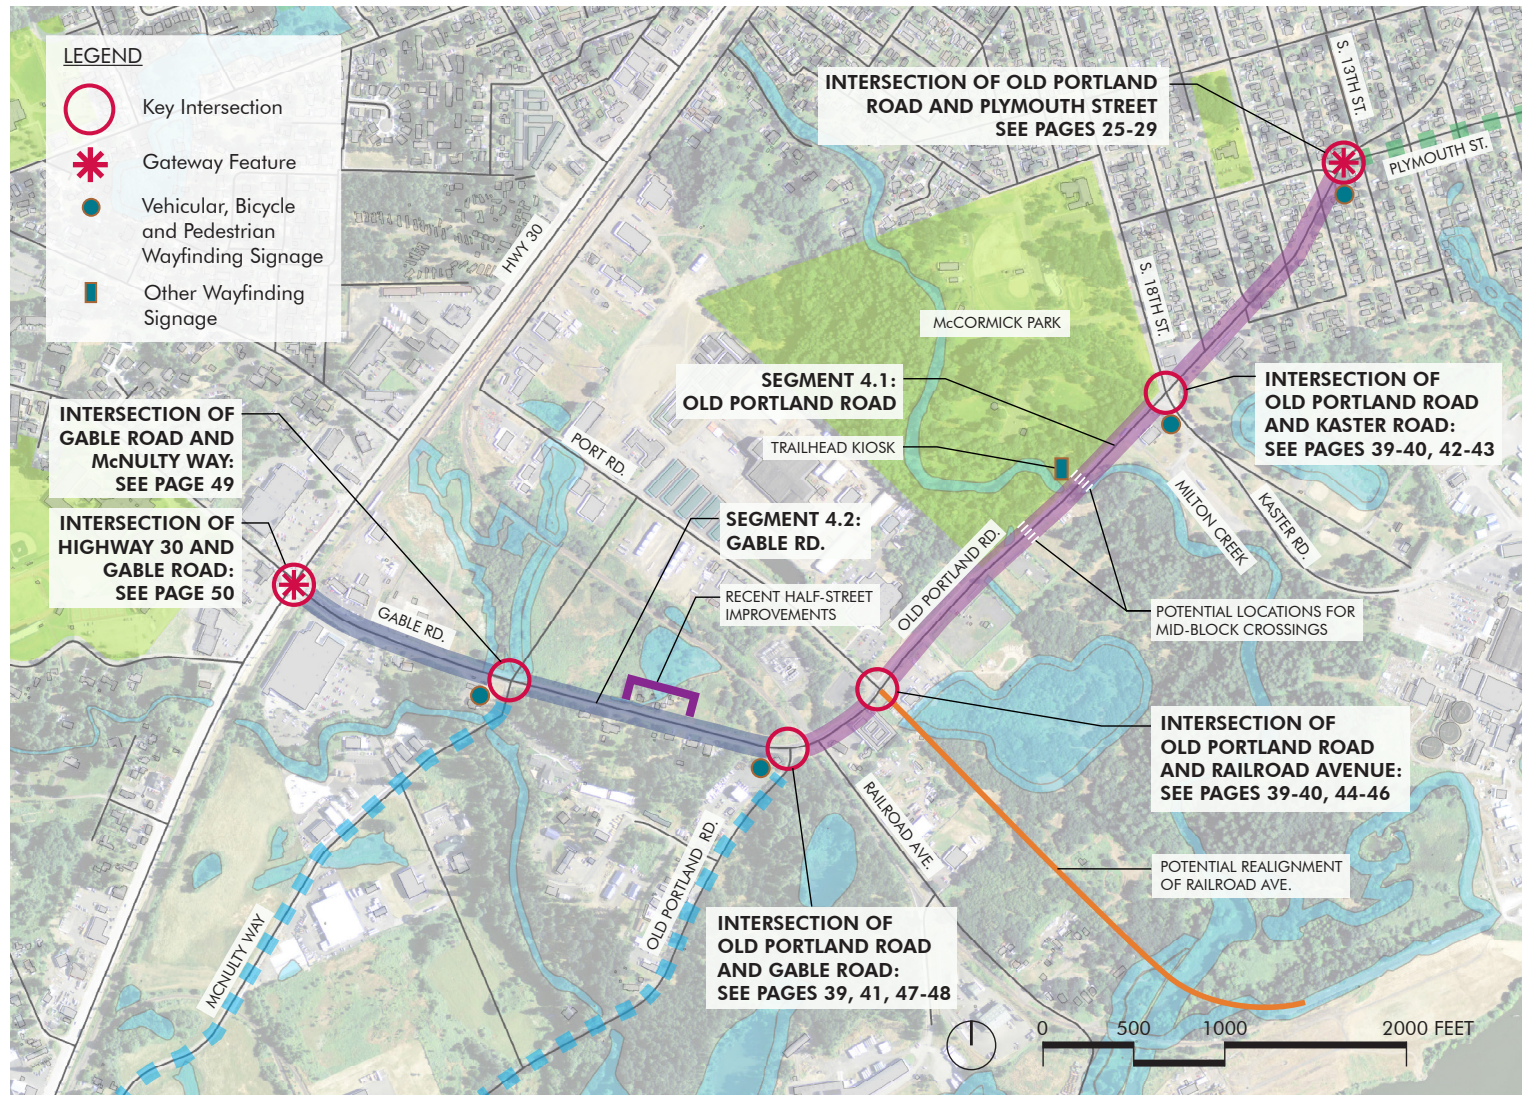 LEGEND
Key Intersection
Gateway Feature
Vehicular, Bicycle
and Pedestrian
Wayfinding Signage
Other Wayfinding
Signage
INTERSECTION OF OLD PORTLAND
ROAD AND PLYMOUTH STREET
SEE PAGES 25-29
S. 13TH ST.
PLYMOUTH ST.
HWY 30
S. 18TH ST.
McCORMICK PARK
SEGMENT 4.1:
OLD PORTLAND ROAD
TRAILHEAD KIOSK
INTERSECTION OF
OLD PORTLAND ROAD
AND KASTER ROAD:
SEE PAGES 39-40, 42-43
INTERSECTION OF
GABLE ROAD AND
McNULTY WAY:
SEE PAGE 49
INTERSECTION OF
HIGHWAY 30 AND
GABLE ROAD:
SEE PAGE 50
PORT RD.
SEGMENT 4.2:
GABLE RD.
MILTON CREEK
KASTER RD.
OLD PORTLAND RD.
RECENT HALF-STREET
IMPROVEMENTS
POTENTIAL LOCATIONS FOR
MID-BLOCK CROSSINGS
GABLE RD.
INTERSECTION OF
OLD PORTLAND ROAD
AND RAILROAD AVENUE:
SEE PAGES 39-40, 44-46
RAILROAD AVE.
POTENTIAL REALIGNMENT
OF RAILROAD AVE.
OLD PORTLAND RD.
MCNULTY WAY
INTERSECTION OF
OLD PORTLAND ROAD
AND GABLE ROAD:
SEE PAGES 39, 41, 47-48
0 500 1000 2000 FEET